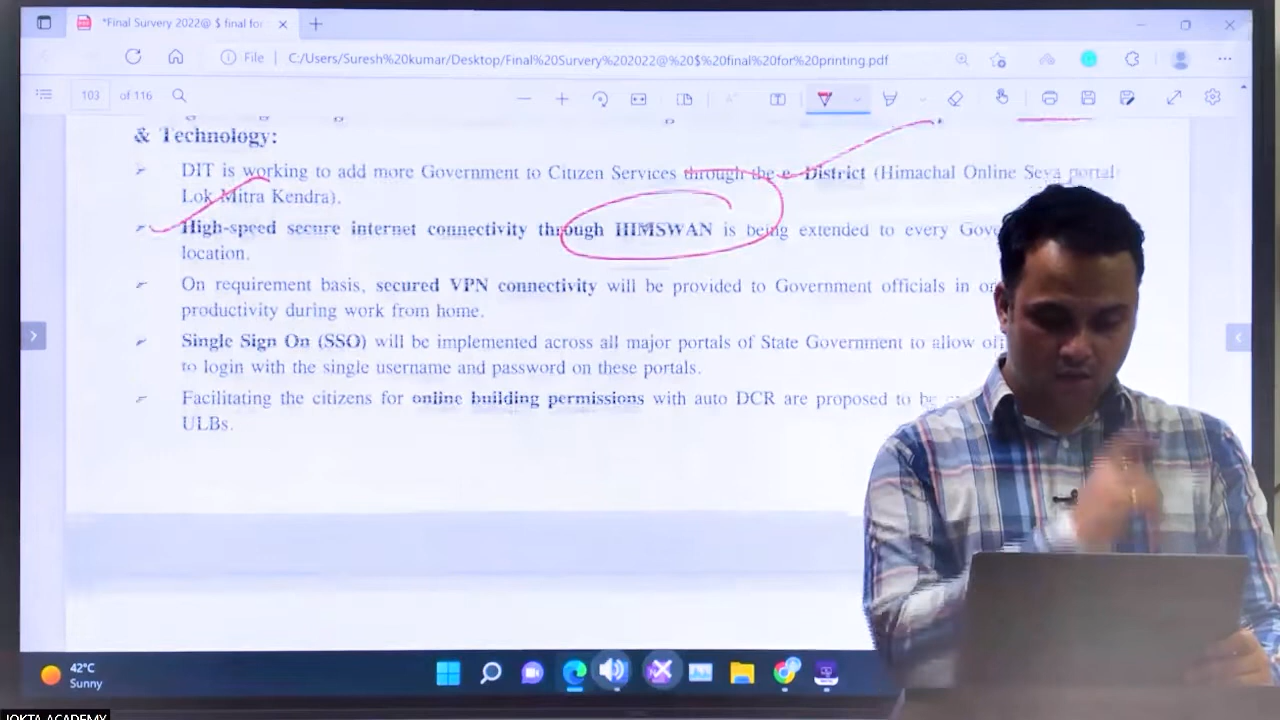 *Final Survery 2022@ $ final for
File C:/Users/Suresh%20kumar/Desktop/Final%20Survery%202022@%20$%20final%20for%20printing.pdf
103 of 116
& Technology:
DIT is working to add more Government to Citizen Services through the e- District (Himachal Online Seva portal
Lok Mitra Kendra).
High-speed secure internet connectivity through HIMSWAN is being extended to every
location.
On requirement basis, secured VPN connectivity will be provided to Government officials in
productivity during work from home.
Single Sign On (SSO) will be implemented across all major portals of State Government to allow
to login with the single username and password on these portals.
Facilitating the citizens for online building permissions with auto DCR are proposed to be
ULBs.
42°C
Sunny
JOKTA ACADEMY